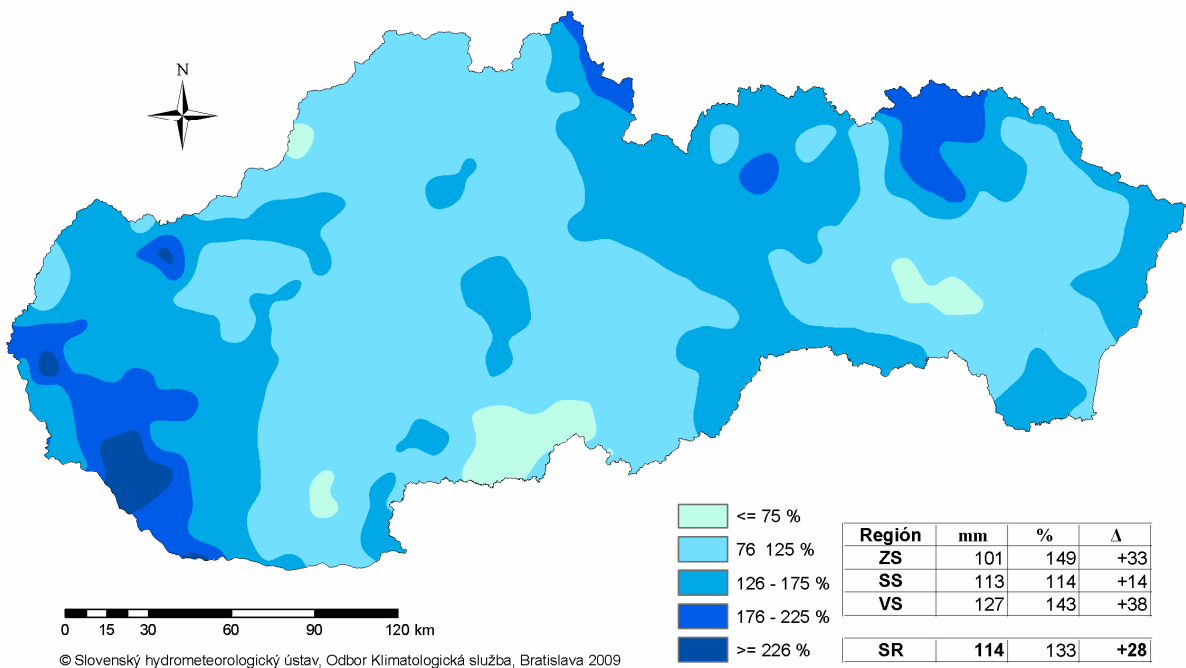 N
<= 75 %
76 125 %
126 - 175 %
176 - 225 %
>= 226 %
Región mm % Δ
ZS 101 149 +33
SS 113 114 +14
VS 127 143 +38
SR 114 133 +28
0 15 30 60 90 120 km
© Slovenský hydrometeorologický ústav, Odbor Klimatologická služba, Bratislava 2009